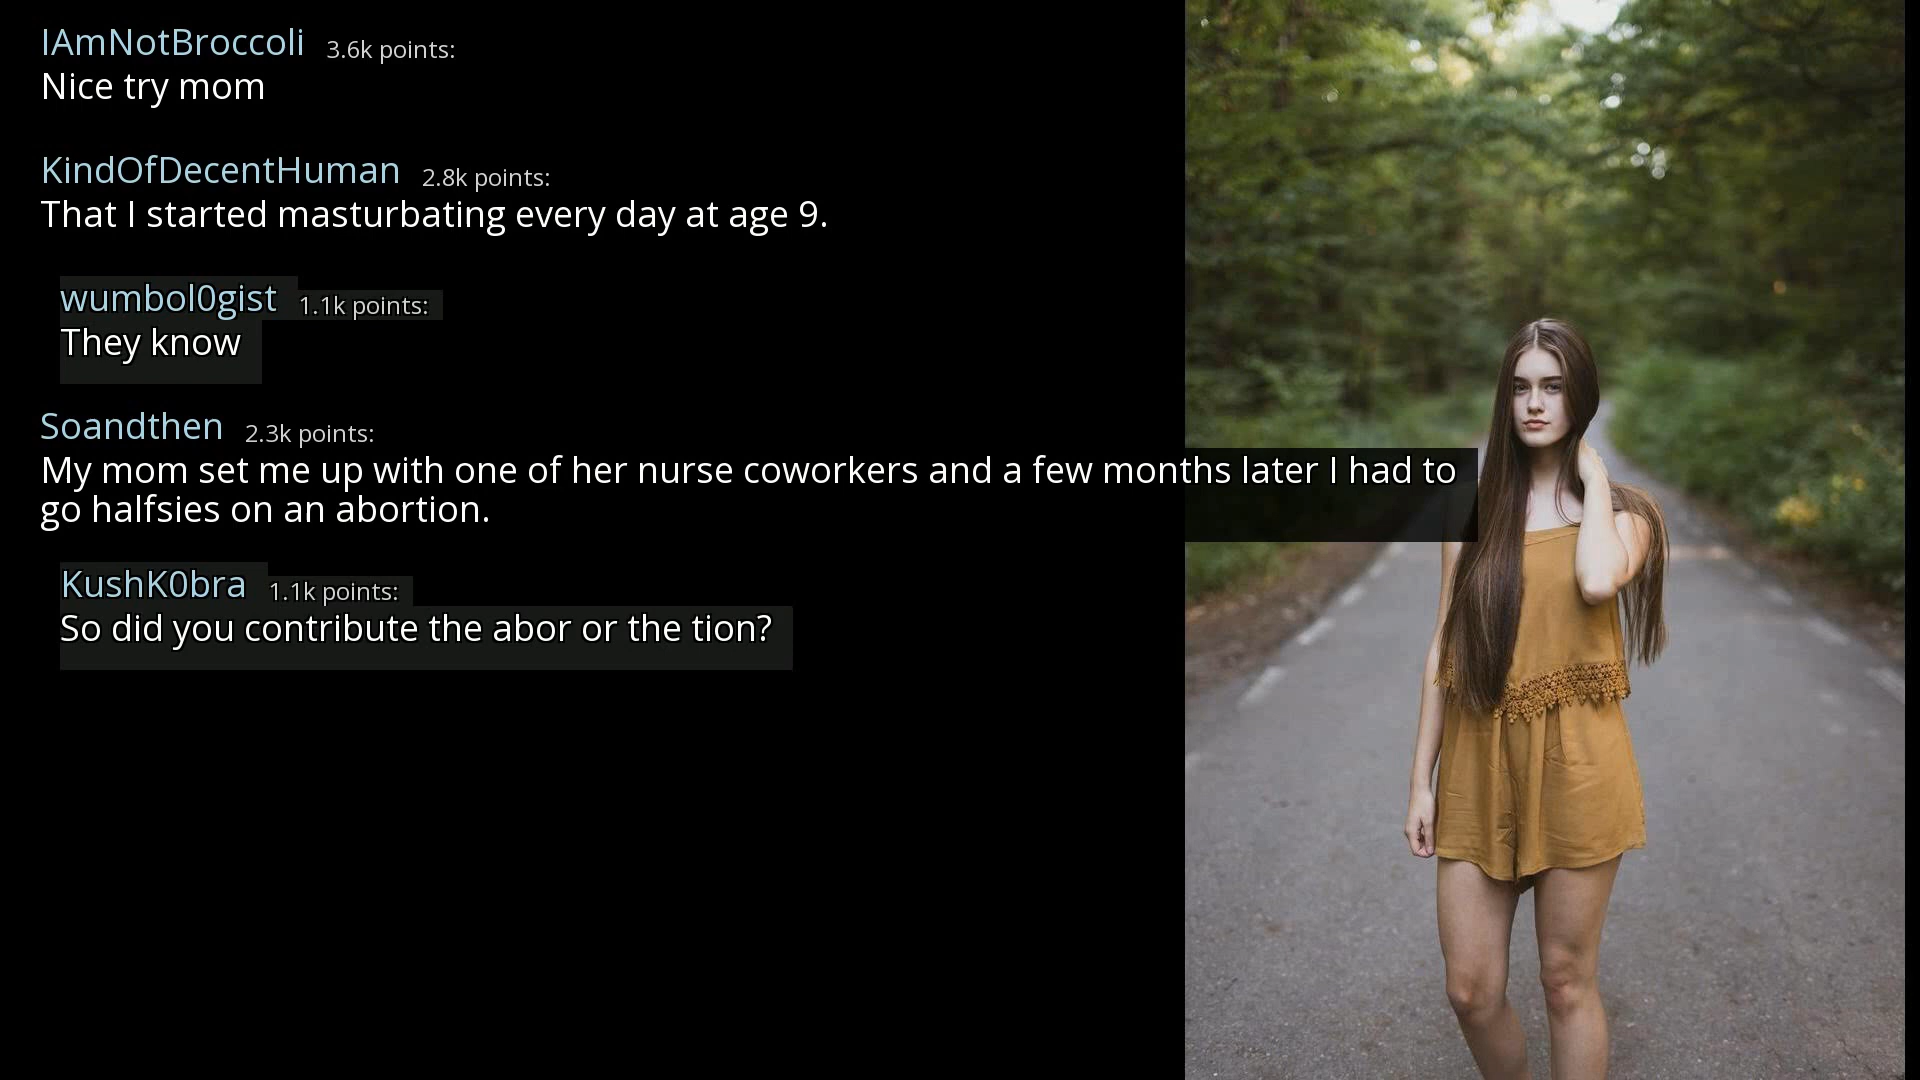 IAmNotBroccoli 3.6k points:
Nice try mom
KindOfDecentHuman 2.8k points:
That I started masturbating every day at age 9.
wumbol0gist 1.1k points:
They know
Soandthen 2.3k points:
My mom set me up with one of her nurse coworkers and a few months later I had to
go halfsies on an abortion.
KushK0bra 1.1k points:
So did you contribute the abor or the tion?